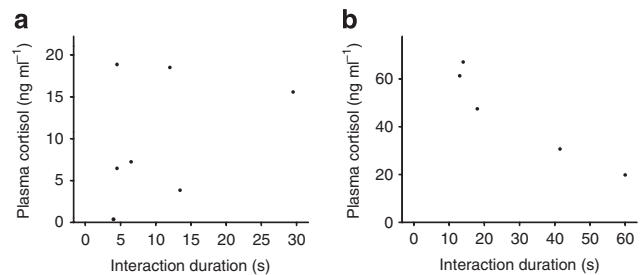 a
Plasma cortisol (ng ml⁻¹)
20
15
10
5
0
0 5 10 15 20 25 30
Interaction duration (s)
b
Plasma cortisol (ng ml⁻¹)
60
40
20
0
0 10 20 30 40 50 60
Interaction duration (s)